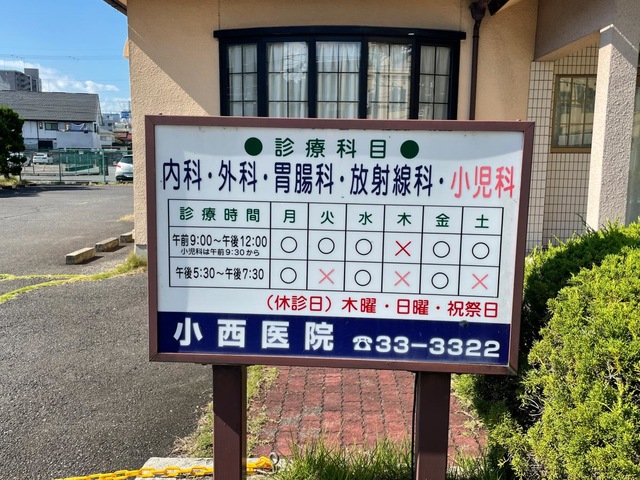 ●診療科目●
内科・外科・胃腸科・放射線科・小児科
診療時間 月 火 水 木 金 土
午前9:00～午後12:00 ○ ○ ○ × ○ ○
小児科は午前9:30から
午後5:30～午後7:30 ○ × ○ × ○ ×
(休診日)木曜・日曜・祝祭日
小西医院 ☎33-3322